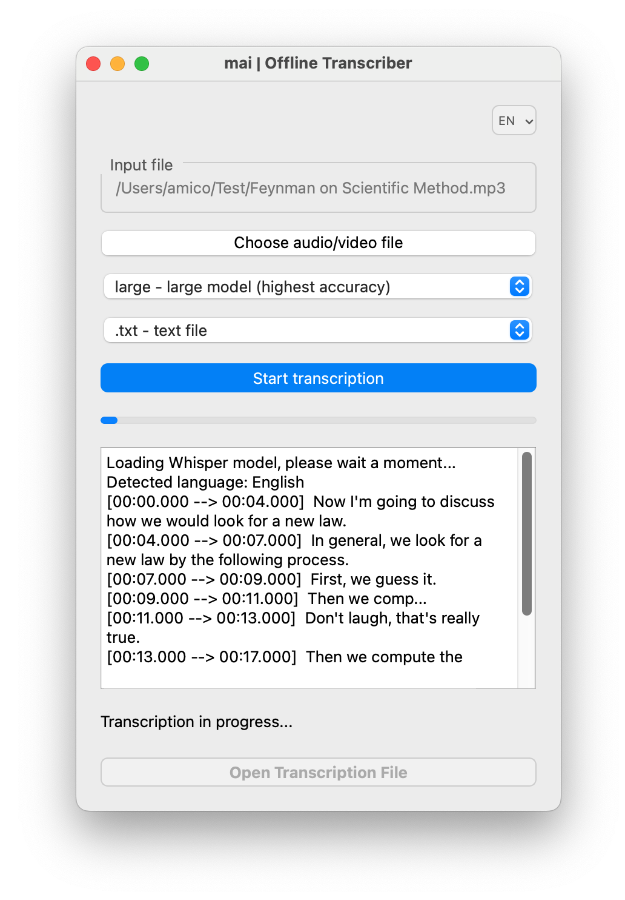 mai | Offline Transcriber
EN
Input file
/Users/amico/Test/Feynman on Scientific Method.mp3
Choose audio/video file
large - large model (highest accuracy)
.txt - text file
Start transcription
Loading Whisper model, please wait a moment...
Detected language: English
[00:00.000 --> 00:04.000]  Now I'm going to discuss
how we would look for a new law.
[00:04.000 --> 00:07.000]  In general, we look for a
new law by the following process.
[00:07.000 --> 00:09.000]  First, we guess it.
[00:09.000 --> 00:11.000]  Then we comp...
[00:11.000 --> 00:13.000]  Don't laugh, that's really
true.
[00:13.000 --> 00:17.000]  Then we compute the
Transcription in progress...
Open Transcription File